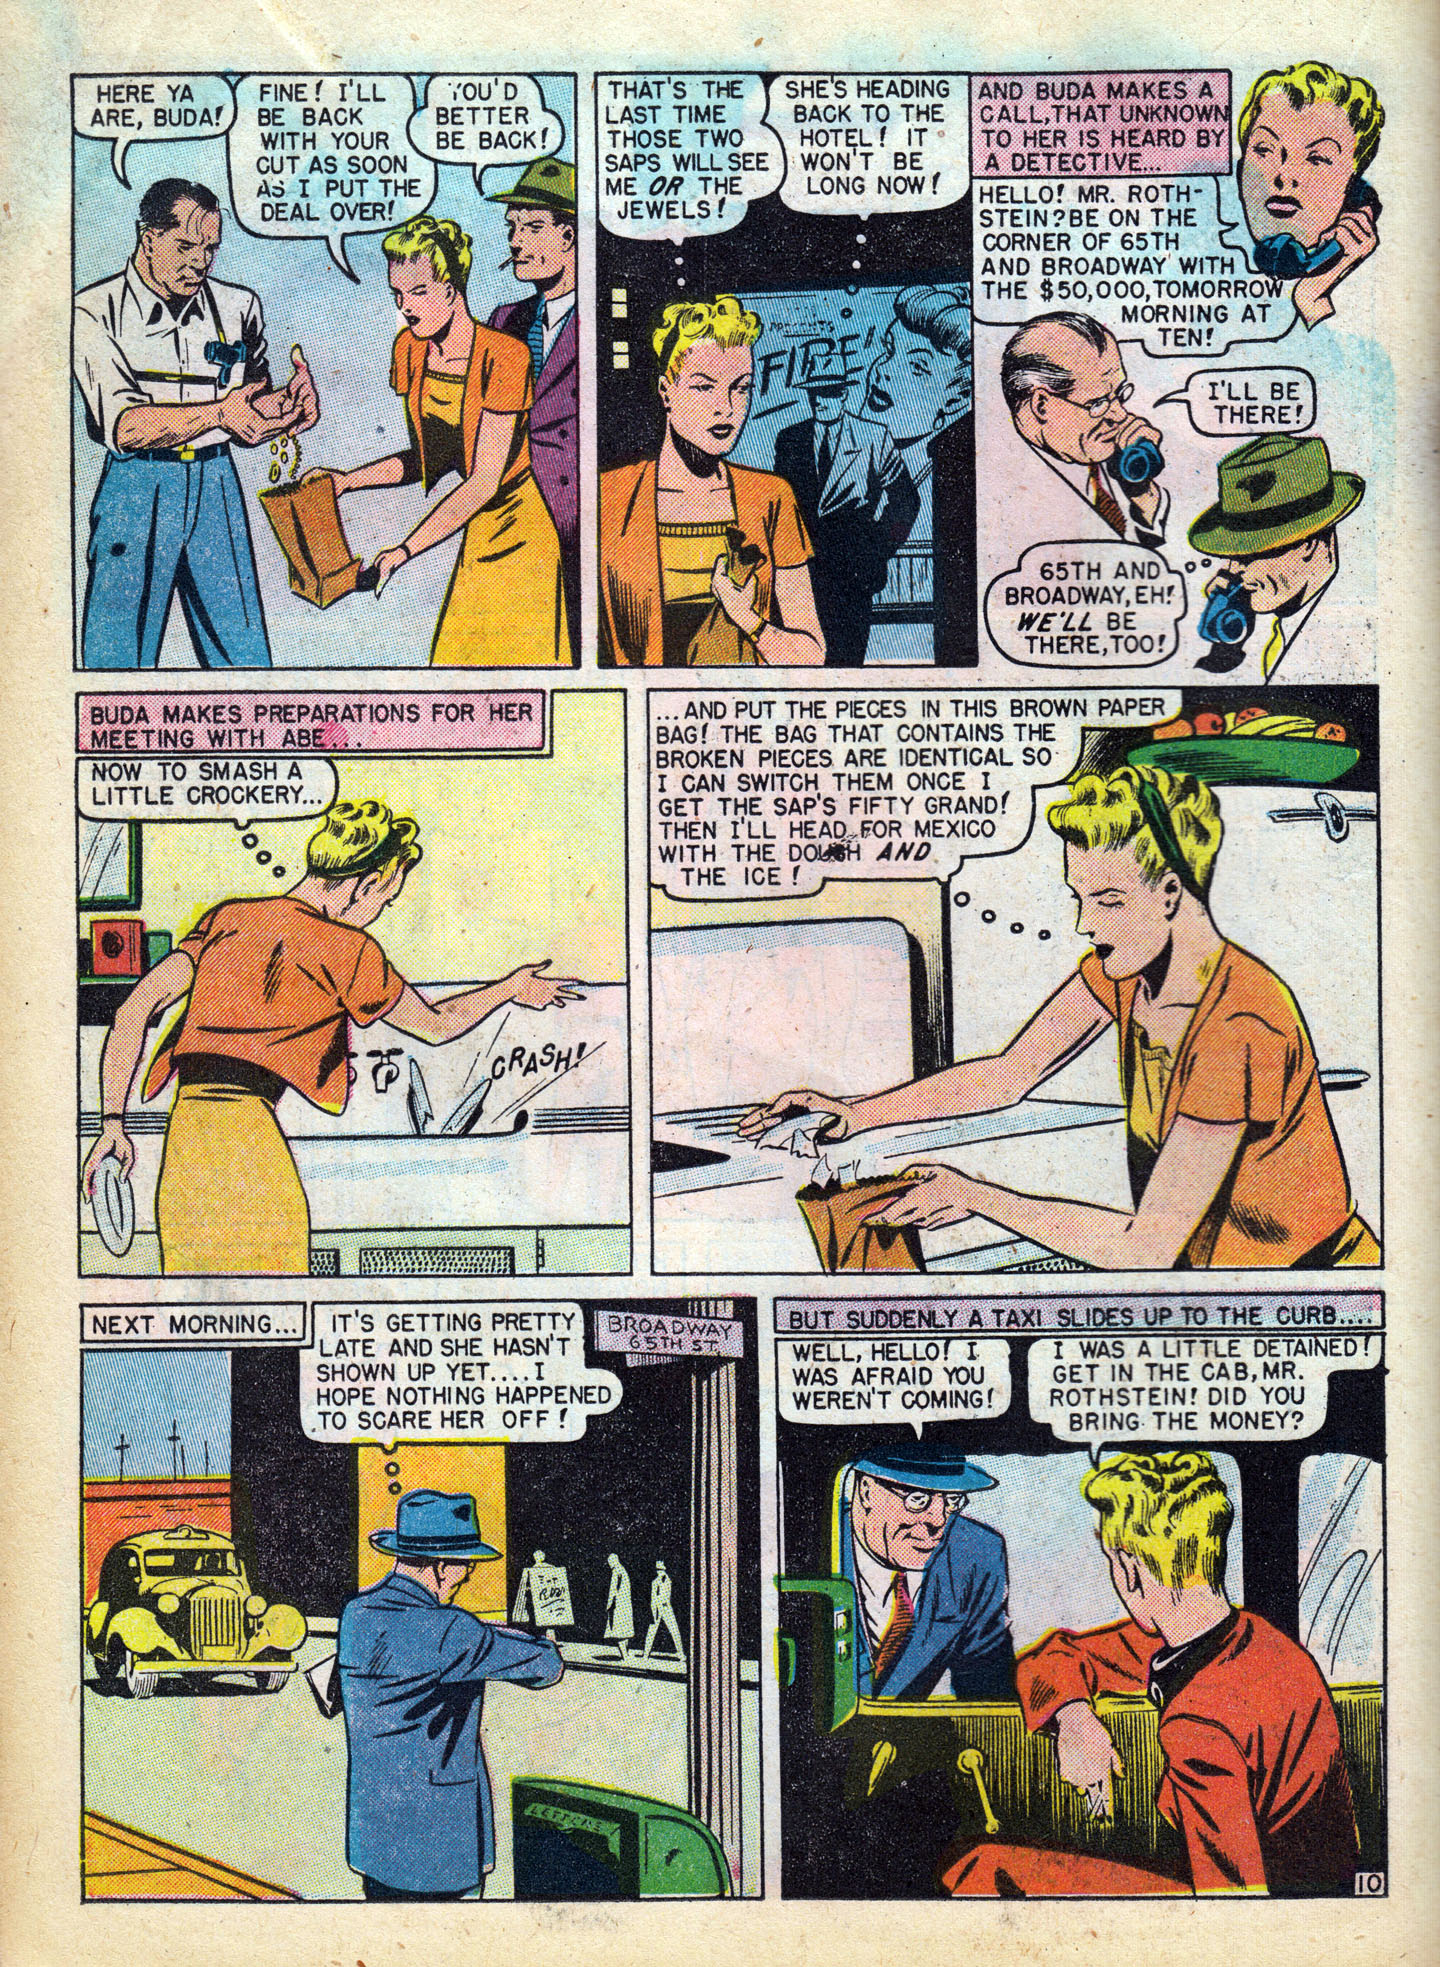 HERE YA
ARE, BUDA!
FINE! I'LL
BE BACK
WITH YOUR
CUT AS SOON
AS I PUT THE
DEAL OVER!
YOU'D
BETTER
BE BACK!
THAT'S THE
LAST TIME
THOSE TWO
SAPS WILL SEE
ME OR THE
JEWELS!
SHE'S HEADING
BACK TO THE
HOTEL! IT
WON'T BE
LONG NOW!
PRESENTS
FIRE!
AND BUDA MAKES A
CALL, THAT UNKNOWN
TO HER IS HEARD BY
A DETECTIVE...
HELLO! MR. ROTH-
STEIN? BE ON THE
CORNER OF 65TH
AND BROADWAY WITH
THE $50,000, TOMORROW
MORNING AT
TEN!
I'LL BE
THERE!
65TH AND
BROADWAY, EH!
WE'LL BE
THERE, TOO!
BUDA MAKES PREPARATIONS FOR HER
MEETING WITH ABE...
NOW TO SMASH A
LITTLE CROCKERY...
CRASH!
...AND PUT THE PIECES IN THIS BROWN PAPER
BAG! THE BAG THAT CONTAINS THE
BROKEN PIECES ARE IDENTICAL SO
I CAN SWITCH THEM ONCE I
GET THE SAP'S FIFTY GRAND!
THEN I'LL HEAD FOR MEXICO
WITH THE DOUGH AND
THE ICE!
NEXT MORNING...
IT'S GETTING PRETTY
LATE AND SHE HASN'T
SHOWN UP YET.... I
HOPE NOTHING HAPPENED
TO SCARE HER OFF!
BROADWAY
65TH ST.
BUT SUDDENLY A TAXI SLIDES UP TO THE CURB....
WELL, HELLO! I
WAS AFRAID YOU
WEREN'T COMING!
I WAS A LITTLE DETAINED!
GET IN THE CAB, MR.
ROTHSTEIN! DID YOU
BRING THE MONEY?
10